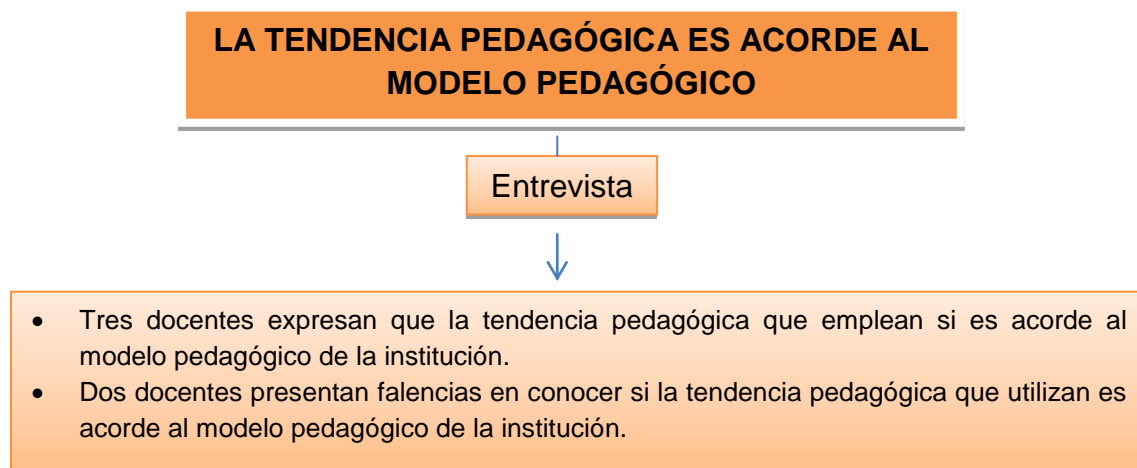 LA TENDENCIA PEDAGÓGICA ES ACORDE AL
MODELO PEDAGÓGICO
Entrevista
• Tres docentes expresan que la tendencia pedagógica que emplean si es acorde al
modelo pedagógico de la institución.
• Dos docentes presentan falencias en conocer si la tendencia pedagógica que utilizan es
acorde al modelo pedagógico de la institución.